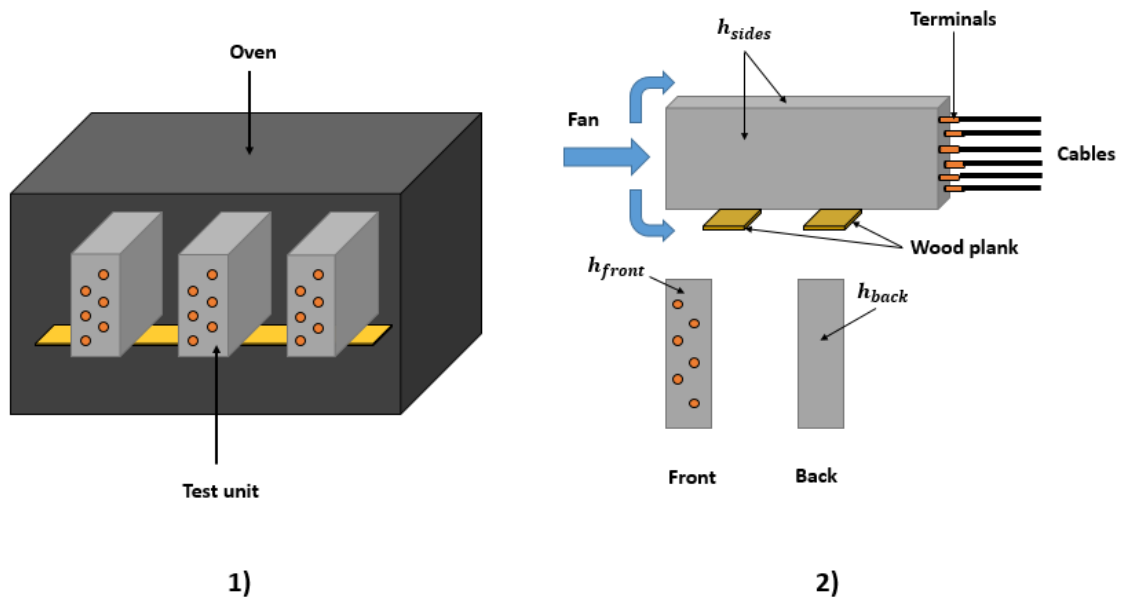 Oven
Test unit
1)
h_sides
Terminals
Fan
Cables
Wood plank
h_front
h_back
Front
Back
2)